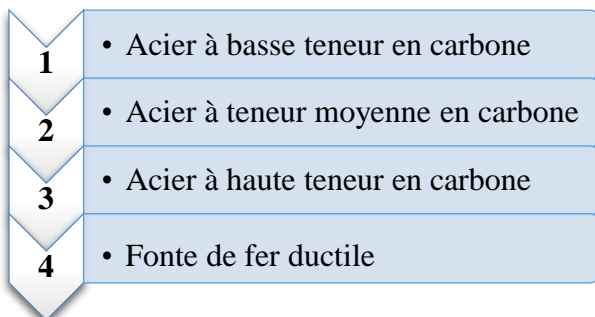 1 • Acier à basse teneur en carbone
2 • Acier à teneur moyenne en carbone
3 • Acier à haute teneur en carbone
4 • Fonte de fer ductile